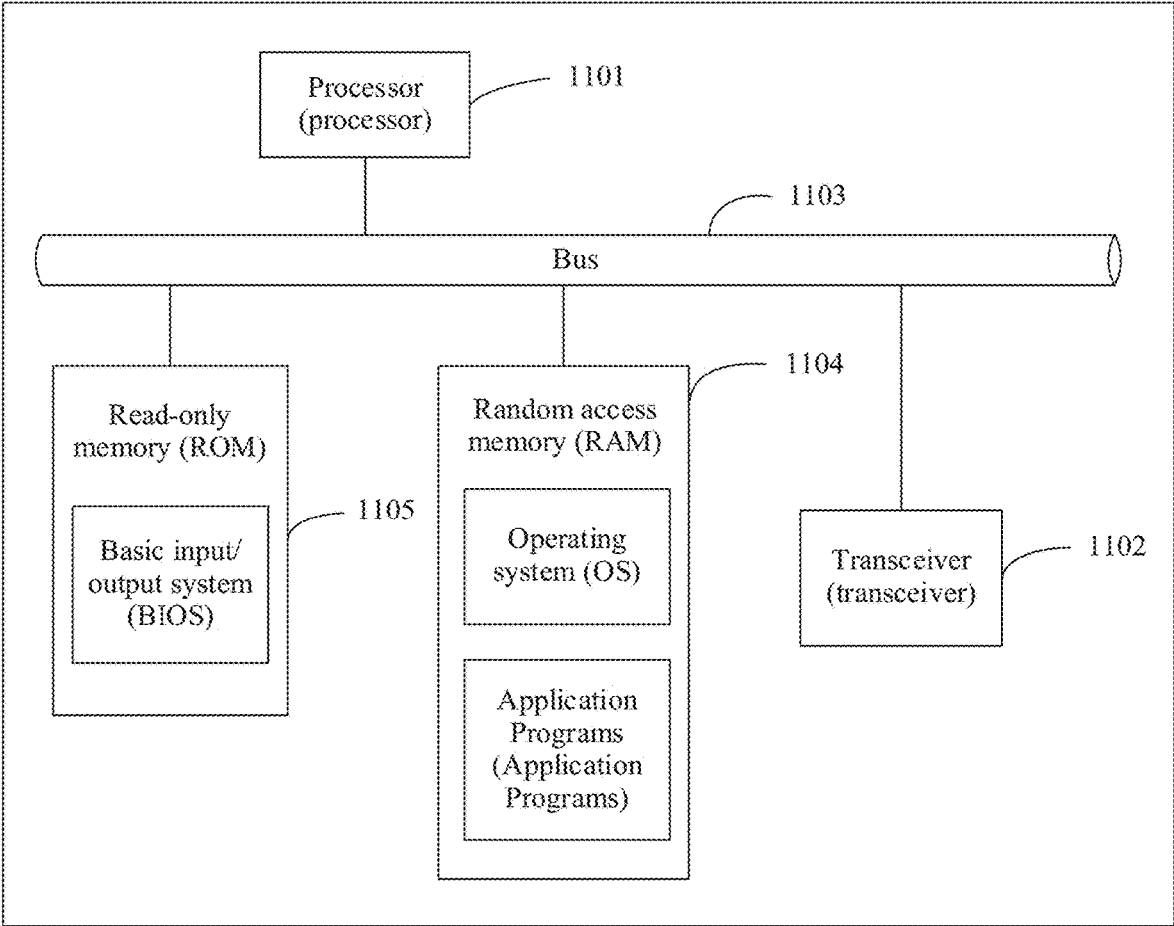 Processor
(processor)
1101
1103
Bus
Read-only
memory (ROM)
Basic input/
output system
(BIOS)
1105
Random access
memory (RAM)
1104
Operating
system (OS)
Application
Programs
(Application
Programs)
Transceiver
(transceiver)
1102